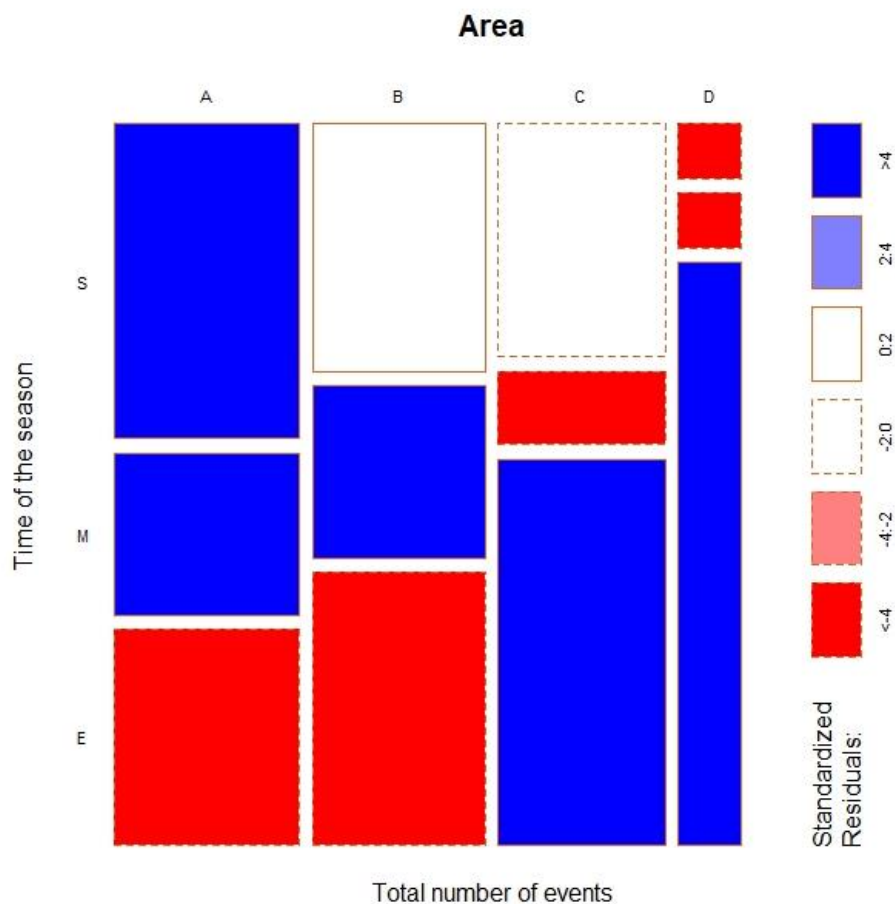 Area
A B C D
S
M
E
Time of the season
Total number of events
>4
2:4
0:2
-2:0
-4:-2
<-4
Standardized
Residuals: